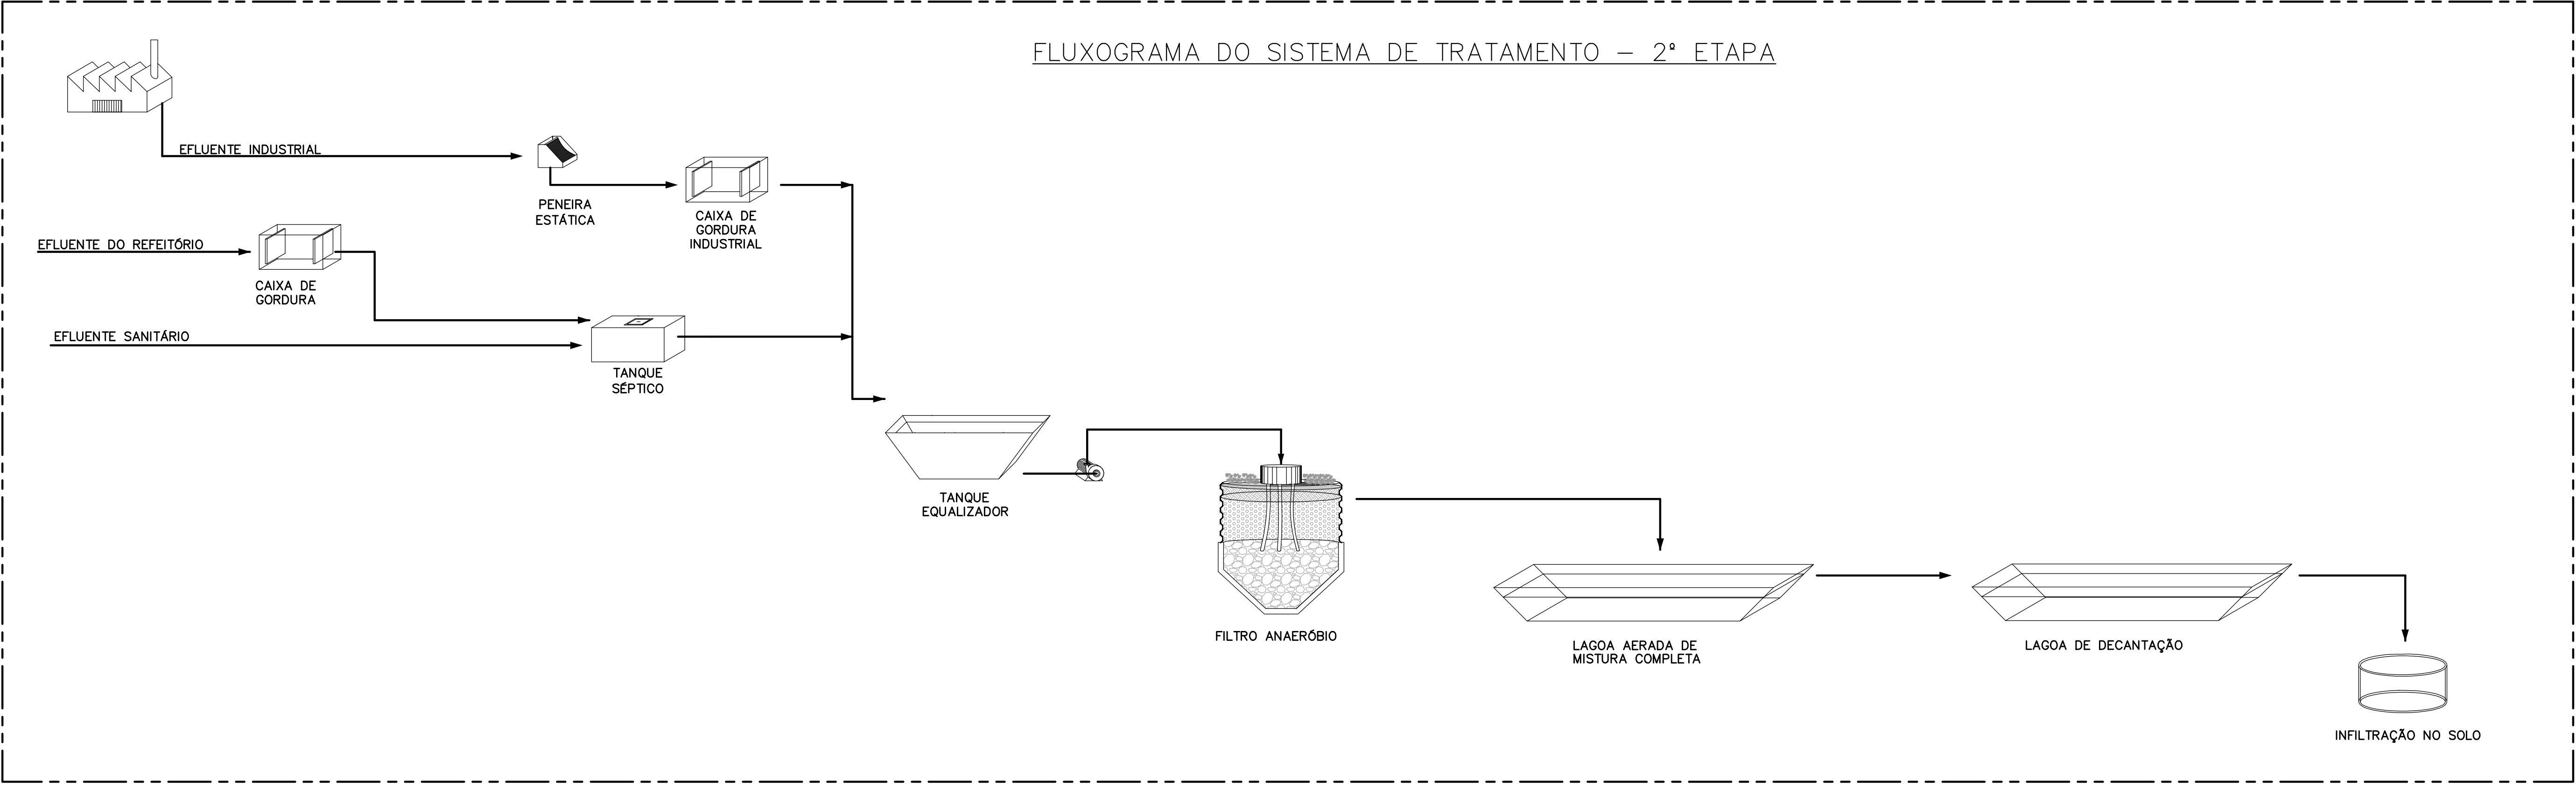 FLUXOGRAMA DO SISTEMA DE TRATAMENTO – 2ª ETAPA
EFLUENTE INDUSTRIAL
PENEIRA
ESTÁTICA
CAIXA DE
GORDURA
INDUSTRIAL
EFLUENTE DO REFEITÓRIO
CAIXA DE
GORDURA
EFLUENTE SANITÁRIO
TANQUE
SÉPTICO
TANQUE
EQUALIZADOR
FILTRO ANAERÓBIO
LAGOA AERADA DE
MISTURA COMPLETA
LAGOA DE DECANTAÇÃO
INFILTRAÇÃO NO SOLO